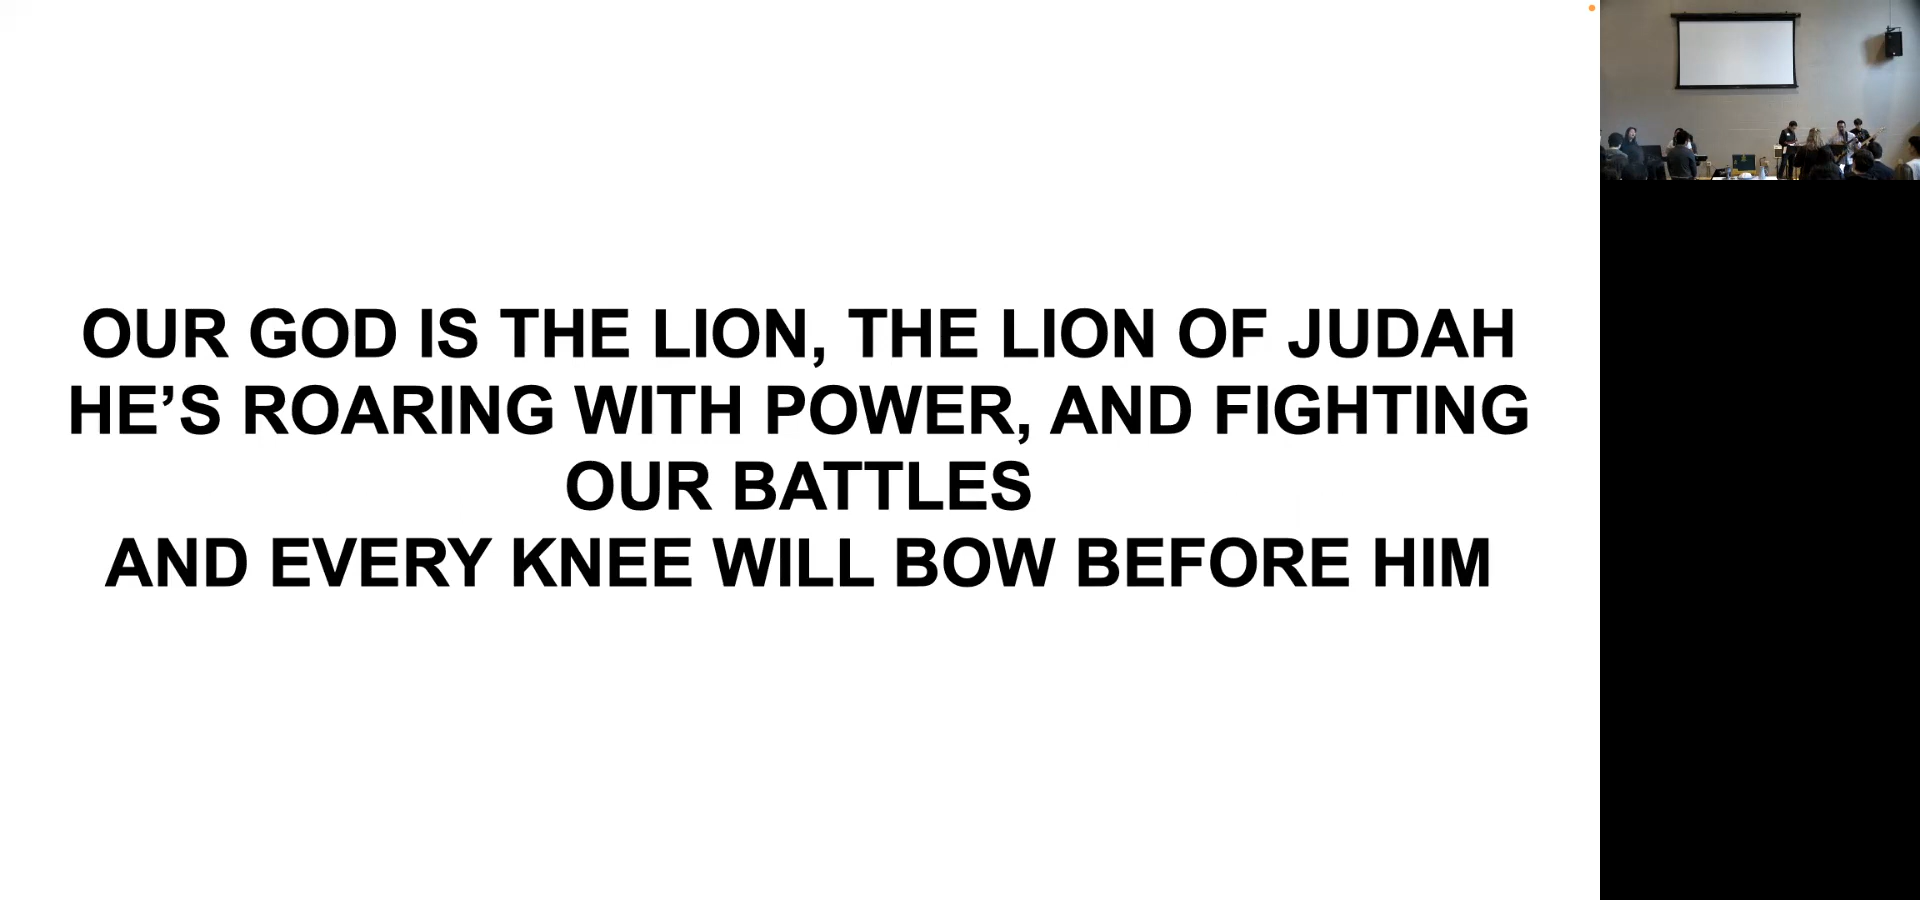 OUR GOD IS THE LION, THE LION OF JUDAH
HE’S ROARING WITH POWER, AND FIGHTING
OUR BATTLES
AND EVERY KNEE WILL BOW BEFORE HIM